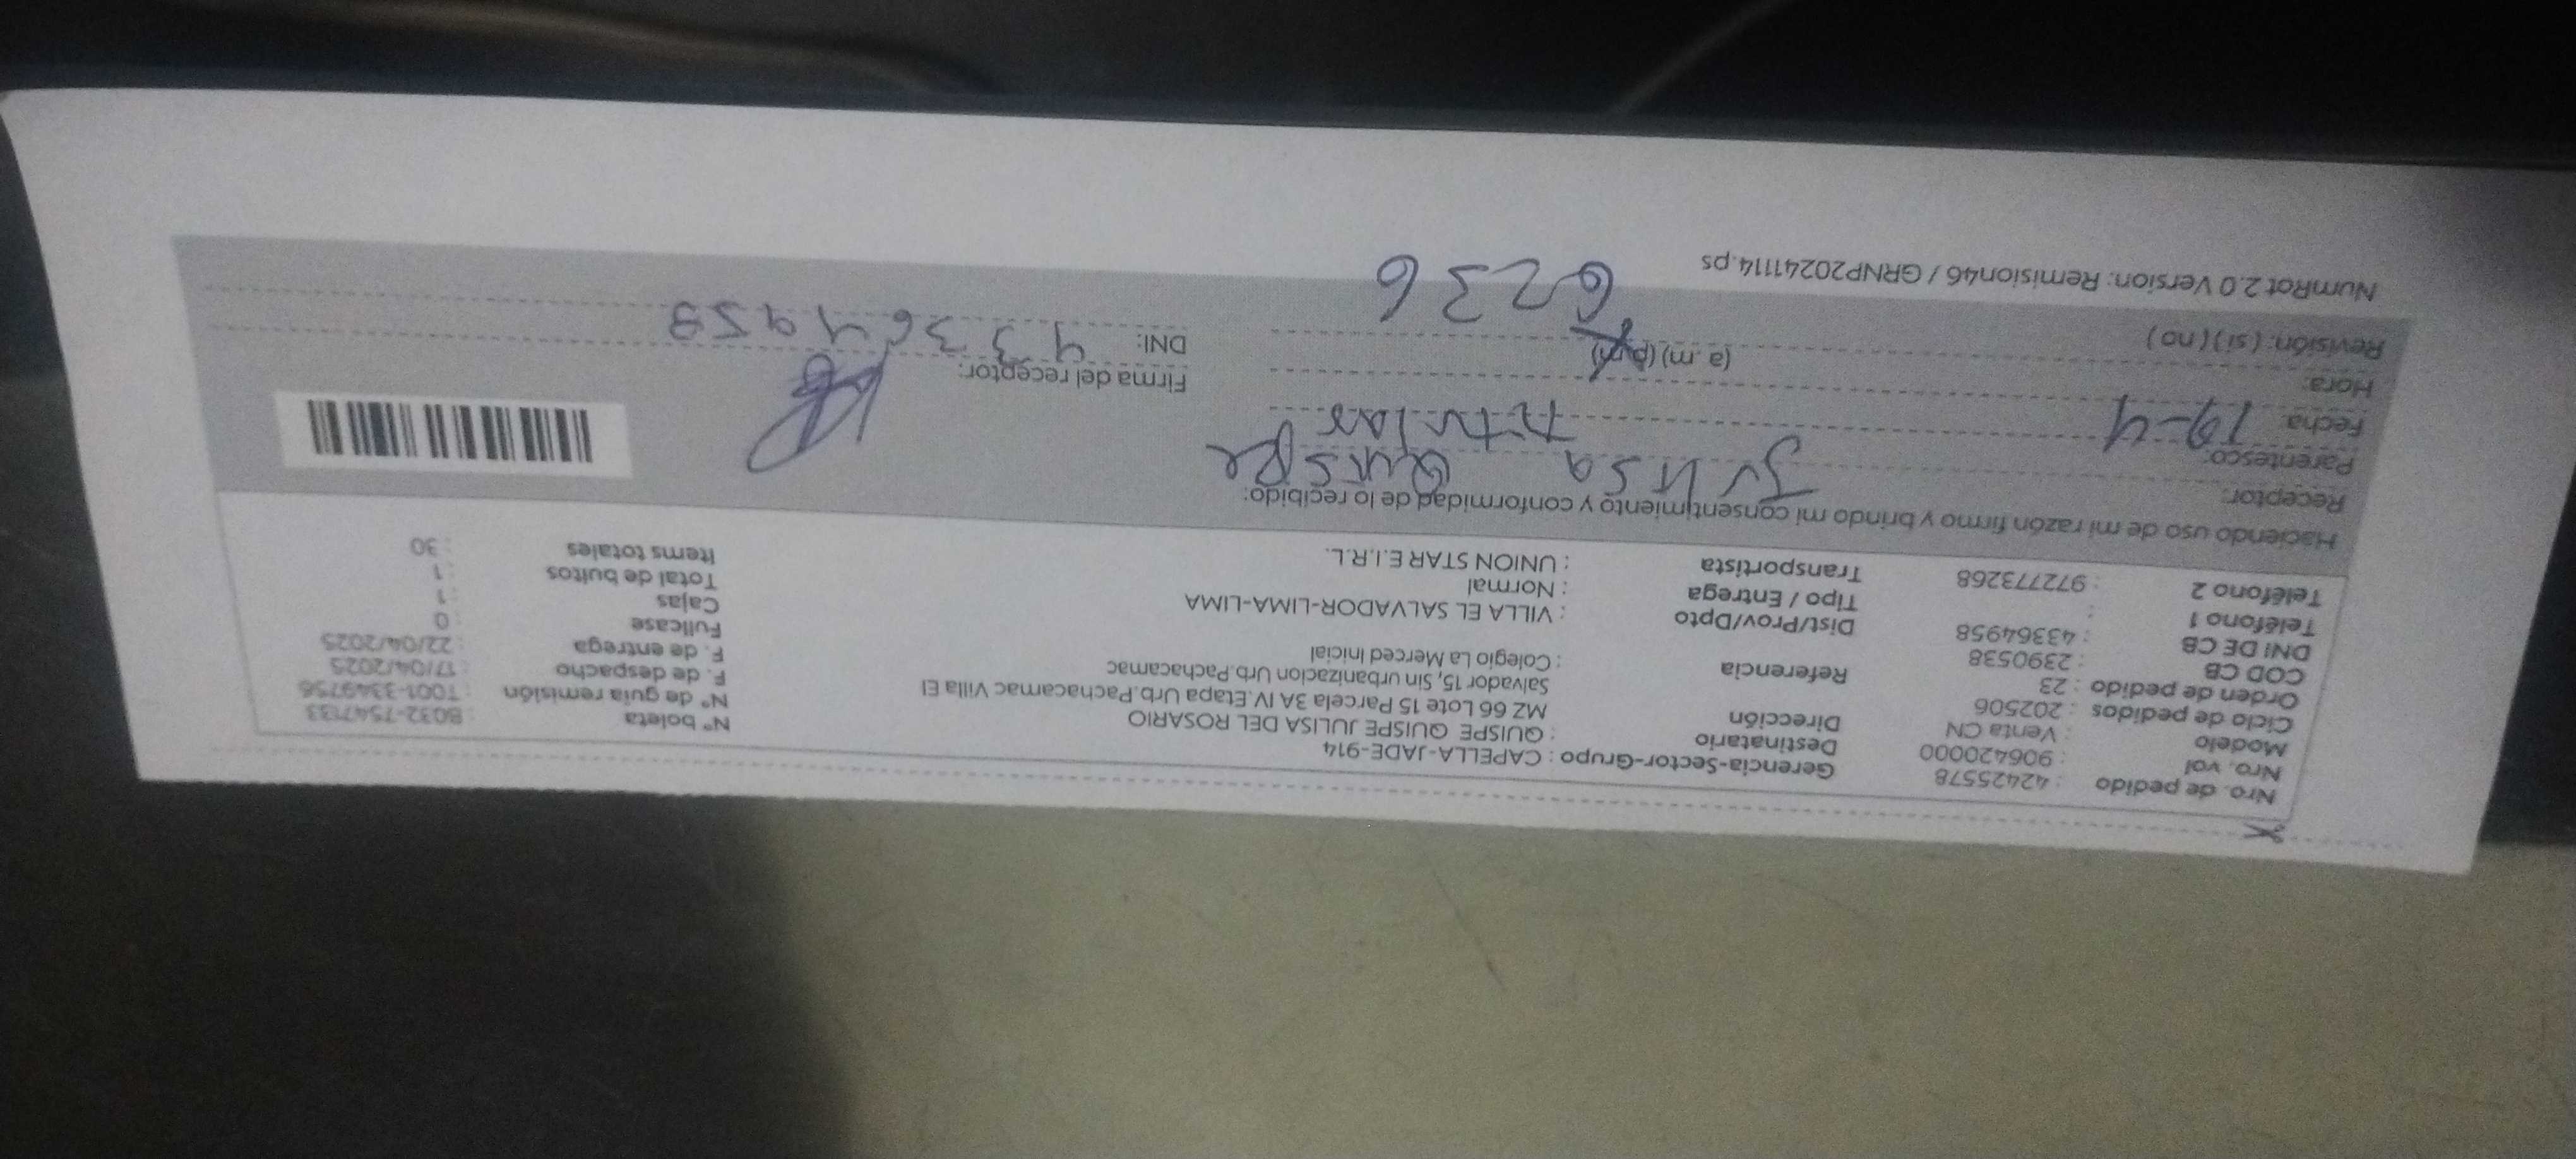 Nro. de pedido : 42425578 Gerencia-Sector-Grupo : CAPELLA-JADE-914 N° boleta : B032-7547133
Nro. vol : 906420000 Destinatario : QUISPE QUISPE JULISA DEL ROSARIO N° de guía remisión : T001-3349756
Modelo : Venta CN Dirección MZ 66 Lote 15 Parcela 3A IV.Etapa Urb.Pachacamac Villa El F. de despacho : 17/04/2025
Ciclo de pedidos : 202506 Salvador 15, Sin urbanizacion Urb.Pachacamac F. de entrega : 22/04/2025
Orden de pedido : 23 Referencia : Colegio La Merced Inicial Fullcase : 0
COD CB : 2390538 Dist/Prov/Dpto : VILLA EL SALVADOR-LIMA-LIMA Cajas : 1
DNI DE CB : 43364958 Tipo / Entrega : Normal Total de bultos : 1
Teléfono 1 : Transportista : UNION STAR E.I.R.L. Items totales : 30
Teléfono 2 : 972773268
Haciendo uso de mi razón firmo y brindo mi consentimiento y conformidad de lo recibido:
Receptor: Julisa Quispe
Parentesco: titular
Fecha: 19-4 Firma del receptor:
Hora: (a.m) (p.m) DNI: 43364958
Revisión: (si) (no)
6236
NumRot 2.0 Version: Remision46 / GRNP20241114.ps